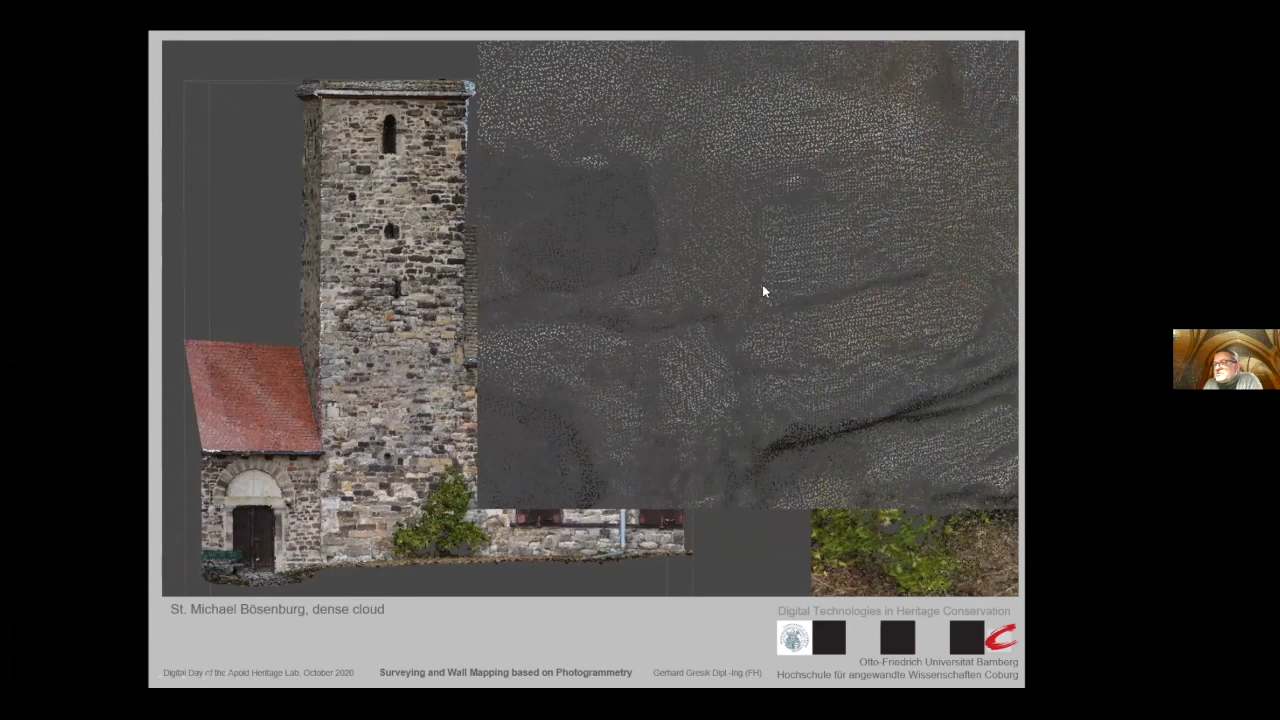 St. Michael Bösenburg, dense cloud
Digital Technologies in Heritage Conservation
Otto-Friedrich Universität Bamberg
Hochschule für angewandte Wissenschaften Coburg
Digital Day of the Apold Heritage Lab, October 2020
Surveying and Wall Mapping based on Photogrammetry
Gerhard Gresik Dipl.-Ing (FH)